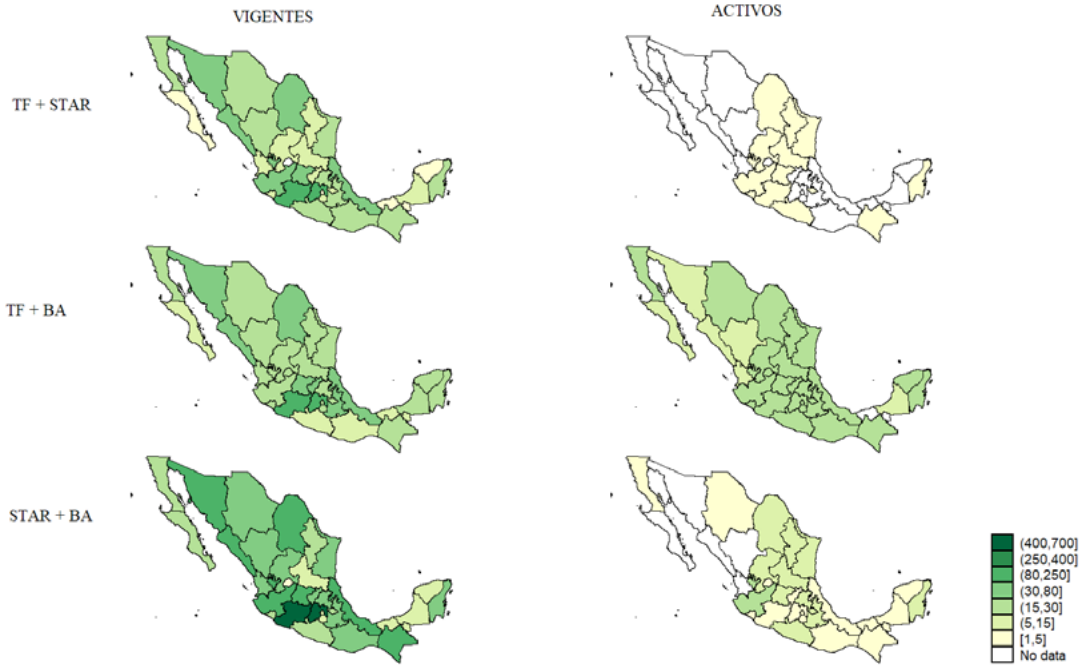 VIGENTES
ACTIVOS
TF + STAR
TF + BA
STAR + BA
(400,700]
(250,400]
(80,250]
(30,80]
(15,30]
(5,15]
[1,5]
No data